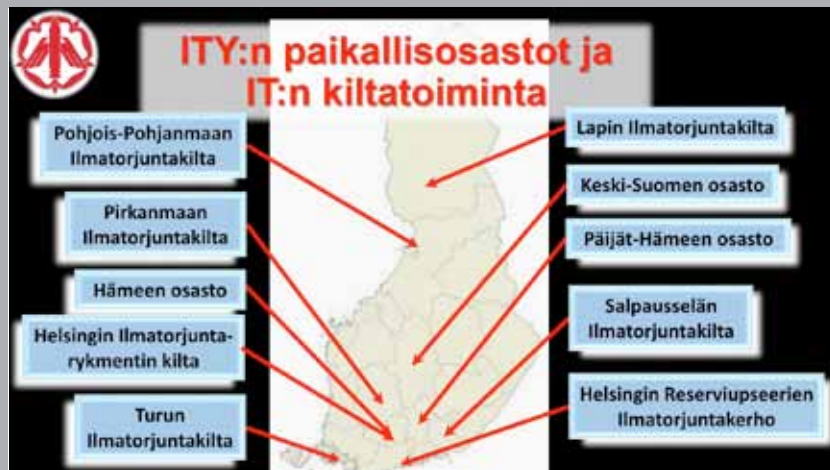 ITY:n paikallisosastot ja
IT:n kiltatoiminta
Pohjois-Pohjanmaan
Ilmatorjuntakilta
Pirkanmaan
Ilmatorjuntakilta
Hämeen osasto
Helsingin Ilmatorjunta-
rykmentin kilta
Turun
Ilmatorjuntakilta
Lapin Ilmatorjuntakilta
Keski-Suomen osasto
Päijät-Hämeen osasto
Salpausselän
Ilmatorjuntakilta
Helsingin Reserviupseerien
Ilmatorjuntakerho